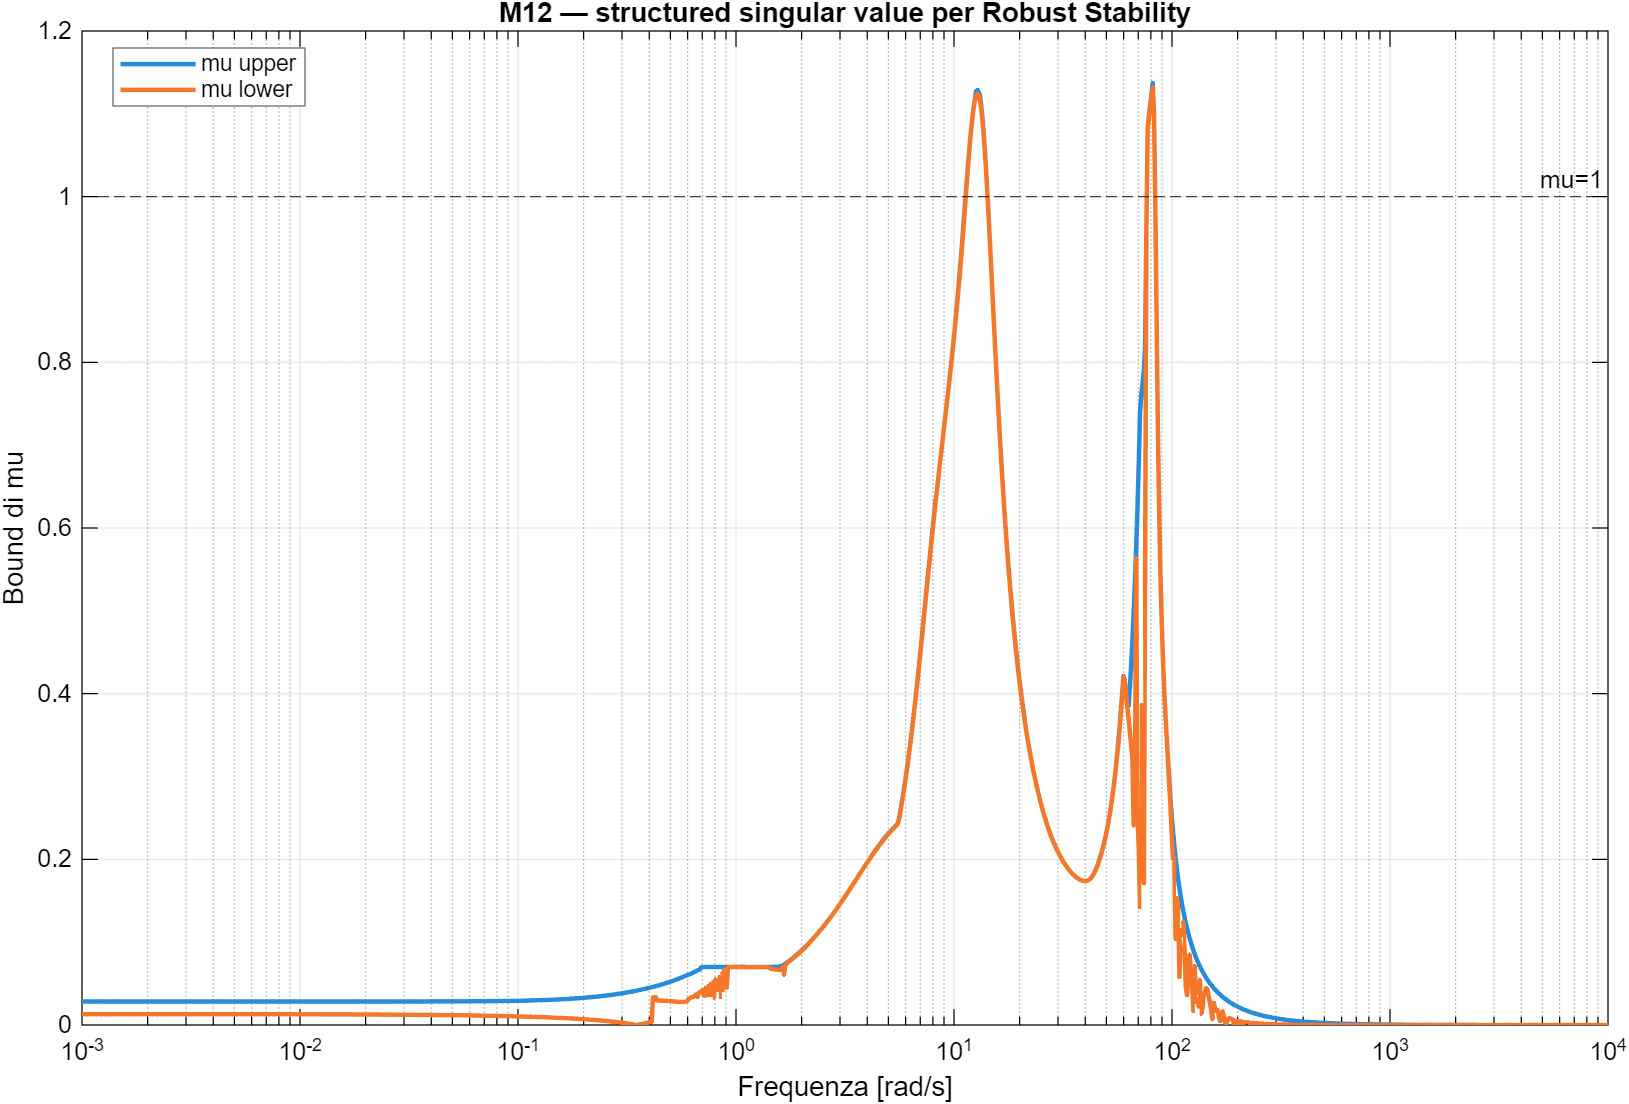 M12 — structured singular value per Robust Stability
mu upper
mu lower
mu=1
1.2
1
0.8
0.6
0.4
0.2
0
Bound di mu
10-3 10-2 10-1 100 101 102 103 104
Frequenza [rad/s]